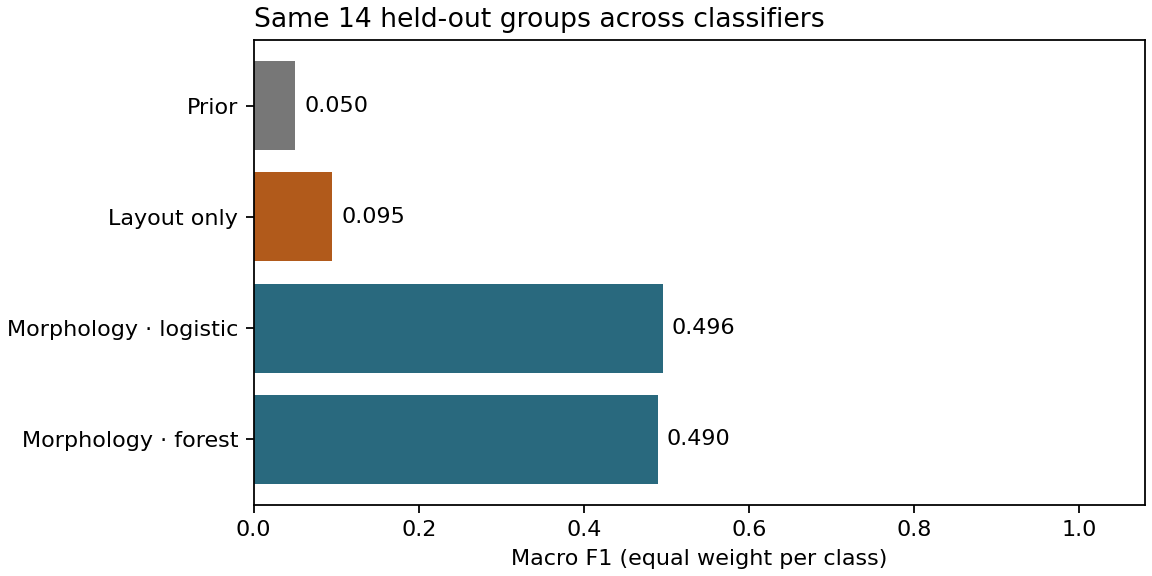 Same 14 held-out groups across classifiers
Prior
0.050
Layout only
0.095
Morphology · logistic
0.496
Morphology · forest
0.490
0.0
0.2
0.4
0.6
0.8
1.0
Macro F1 (equal weight per class)